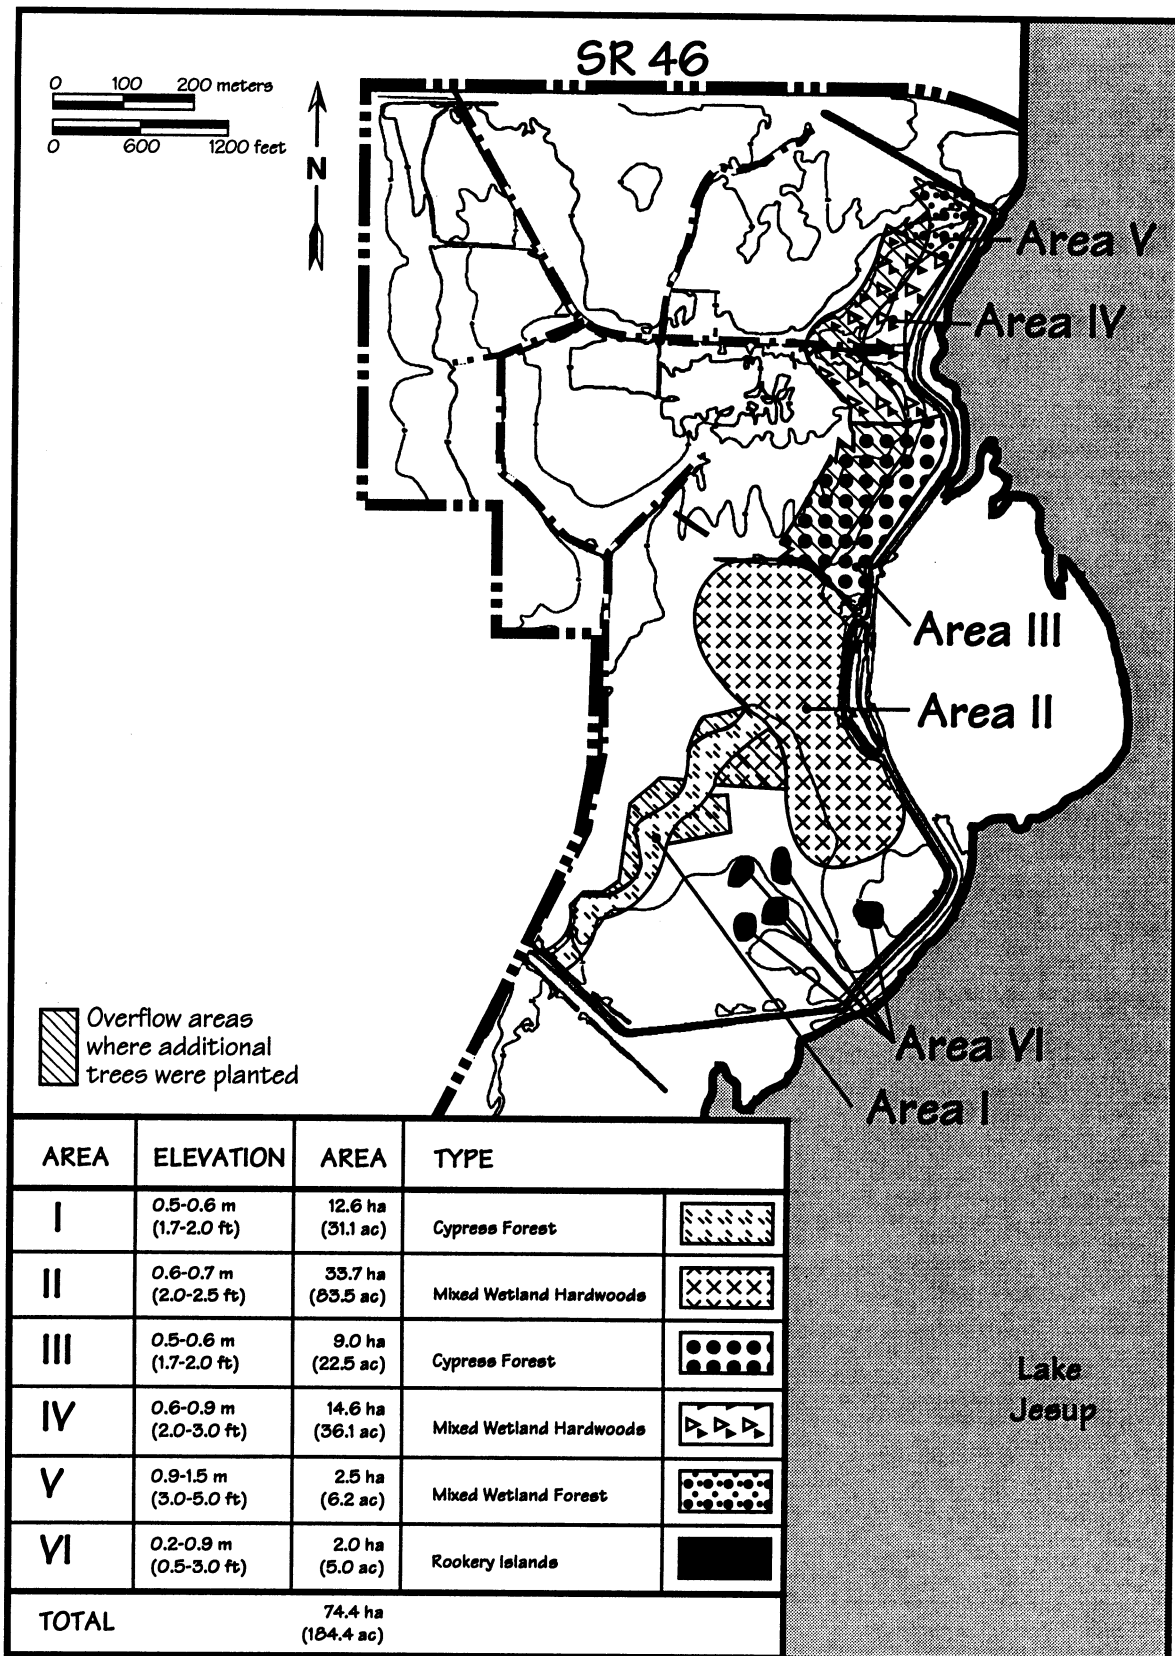 SR 46
0 100 200 meters
0 600 1200 feet
N
Area V
Area IV
Area III
Area II
Area VI
Area I
Overflow areas
where additional
trees were planted
Lake
Jesup
AREA ELEVATION AREA TYPE
I 0.5-0.6 m (1.7-2.0 ft) 12.6 ha (31.1 ac) Cypress Forest
II 0.6-0.7 m (2.0-2.5 ft) 33.7 ha (83.5 ac) Mixed Wetland Hardwoods
III 0.5-0.6 m (1.7-2.0 ft) 9.0 ha (22.5 ac) Cypress Forest
IV 0.6-0.9 m (2.0-3.0 ft) 14.6 ha (36.1 ac) Mixed Wetland Hardwoods
V 0.9-1.5 m (3.0-5.0 ft) 2.5 ha (6.2 ac) Mixed Wetland Forest
VI 0.2-0.9 m (0.5-3.0 ft) 2.0 ha (5.0 ac) Rookery Islands
TOTAL 74.4 ha (184.4 ac)